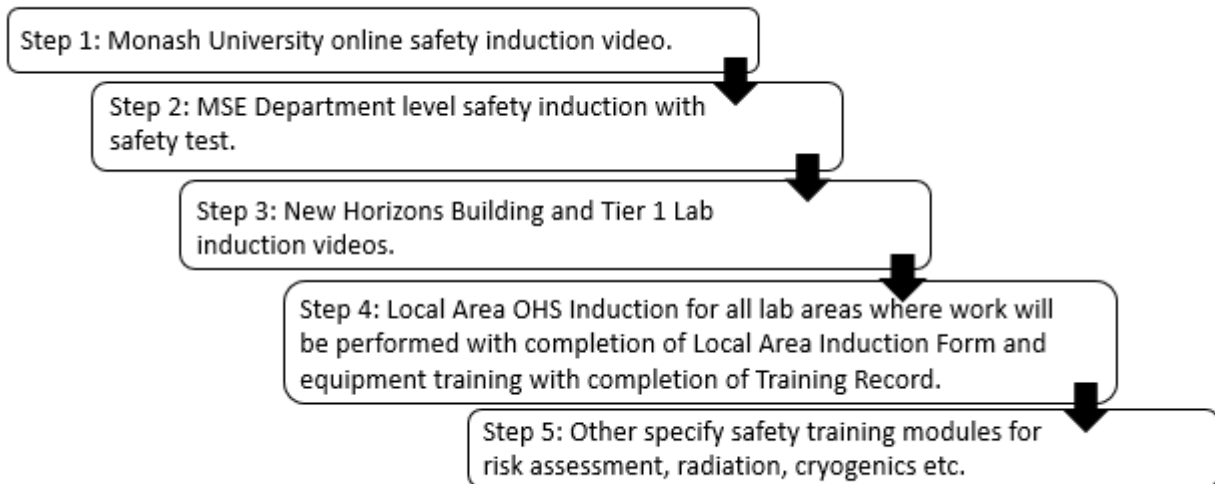 Step 1: Monash University online safety induction video.
Step 2: MSE Department level safety induction with
safety test.
Step 3: New Horizons Building and Tier 1 Lab
induction videos.
Step 4: Local Area OHS Induction for all lab areas where work will
be performed with completion of Local Area Induction Form and
equipment training with completion of Training Record.
Step 5: Other specify safety training modules for
risk assessment, radiation, cryogenics etc.